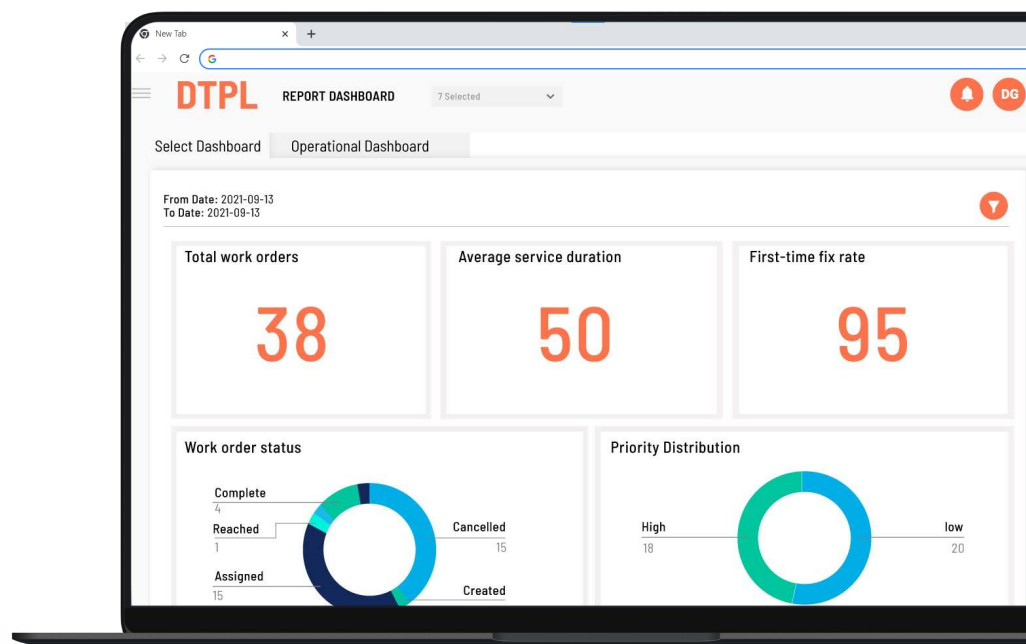 New Tab
DTPL REPORT DASHBOARD 7 Selected DG
Select Dashboard Operational Dashboard
From Date: 2021-09-13
To Date: 2021-09-13
Total work orders
38
Average service duration
50
First-time fix rate
95
Work order status
Complete
4
Reached
1
Assigned
15
Cancelled
15
Created
Priority Distribution
High
18
low
20